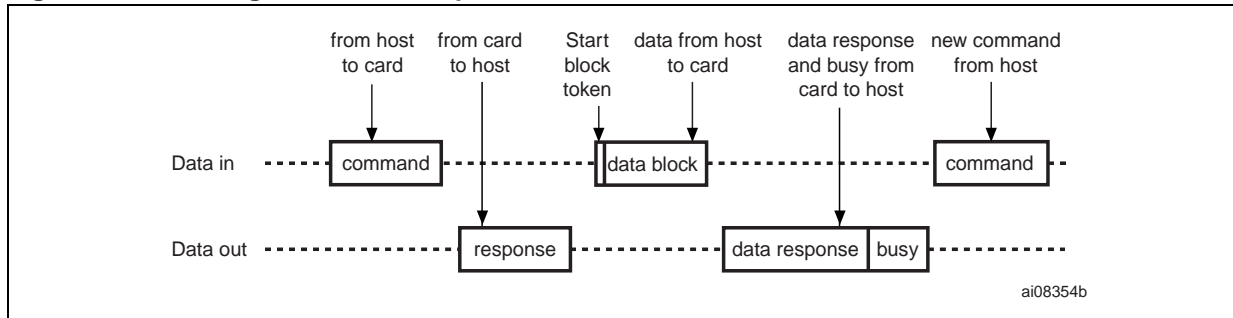 from host
to card
from card
to host
Start
block
token
data from host
to card
data response
and busy from
card to host
new command
from host
Data in
command
data block
command
Data out
response
data response
busy
ai08354b